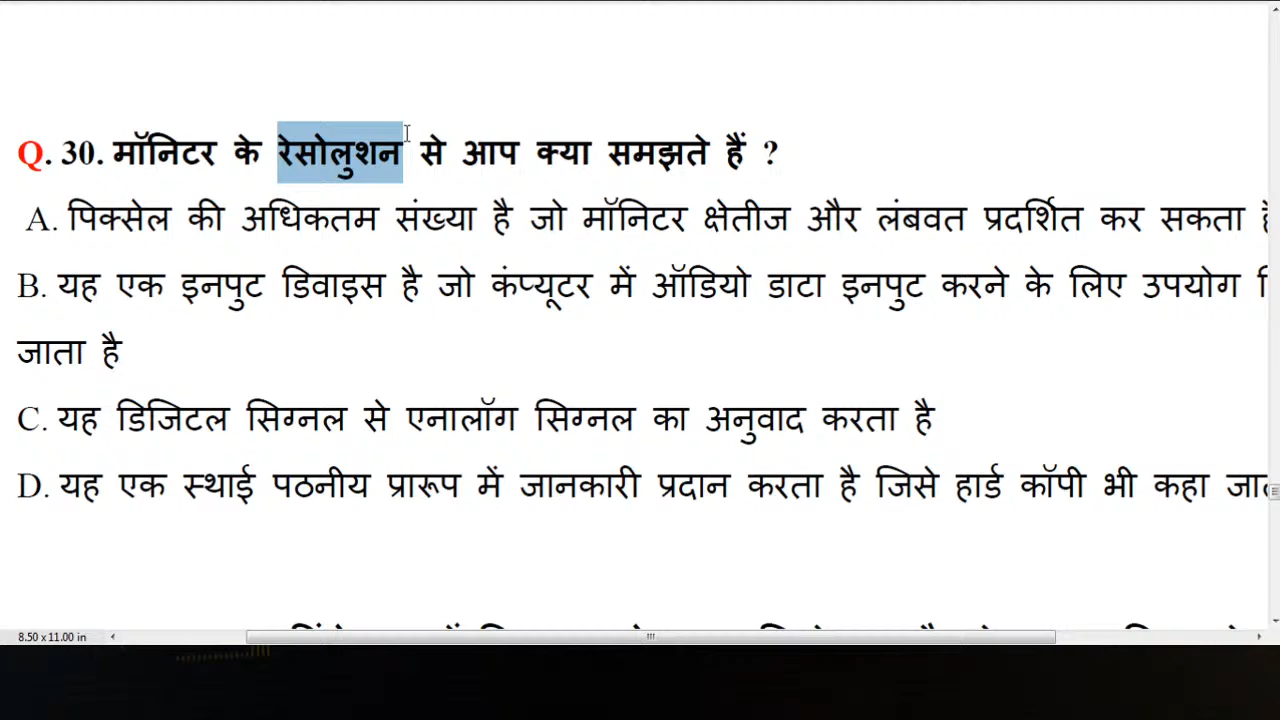 Q. 30. मॉनिटर के रेसोलुशन से आप क्या समझते हैं ?
A. पिक्सेल की अधिकतम संख्या है जो मॉनिटर क्षेतीज और लंबवत प्रदर्शित कर सकता
B. यह एक इनपुट डिवाइस है जो कंप्यूटर में ऑडियो डाटा इनपुट करने के लिए उपयोग
जाता है
C. यह डिजिटल सिग्नल से एनालॉग सिग्नल का अनुवाद करता है
D. यह एक स्थाई पठनीय प्रारूप में जानकारी प्रदान करता है जिसे हार्ड कॉपी भी कहा
8.50 x 11.00 in